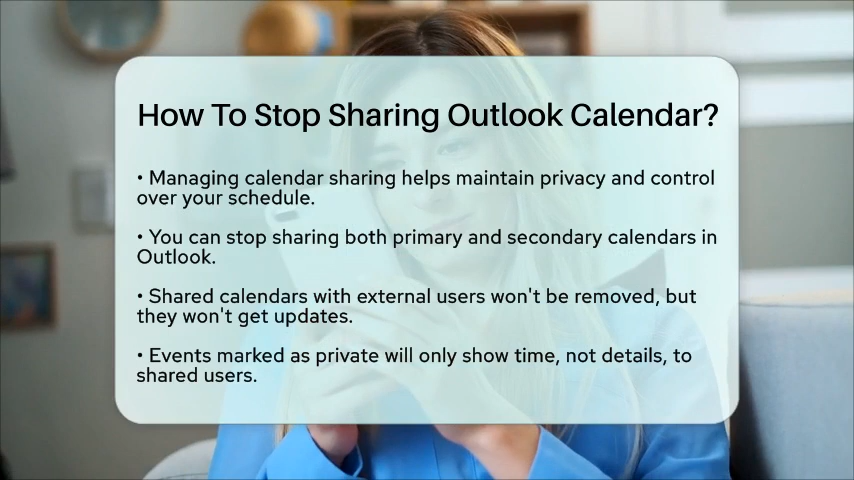 How To Stop Sharing Outlook Calendar?
• Managing calendar sharing helps maintain privacy and control
over your schedule.
• You can stop sharing both primary and secondary calendars in
Outlook.
• Shared calendars with external users won't be removed, but
they won't get updates.
• Events marked as private will only show time, not details, to
shared users.